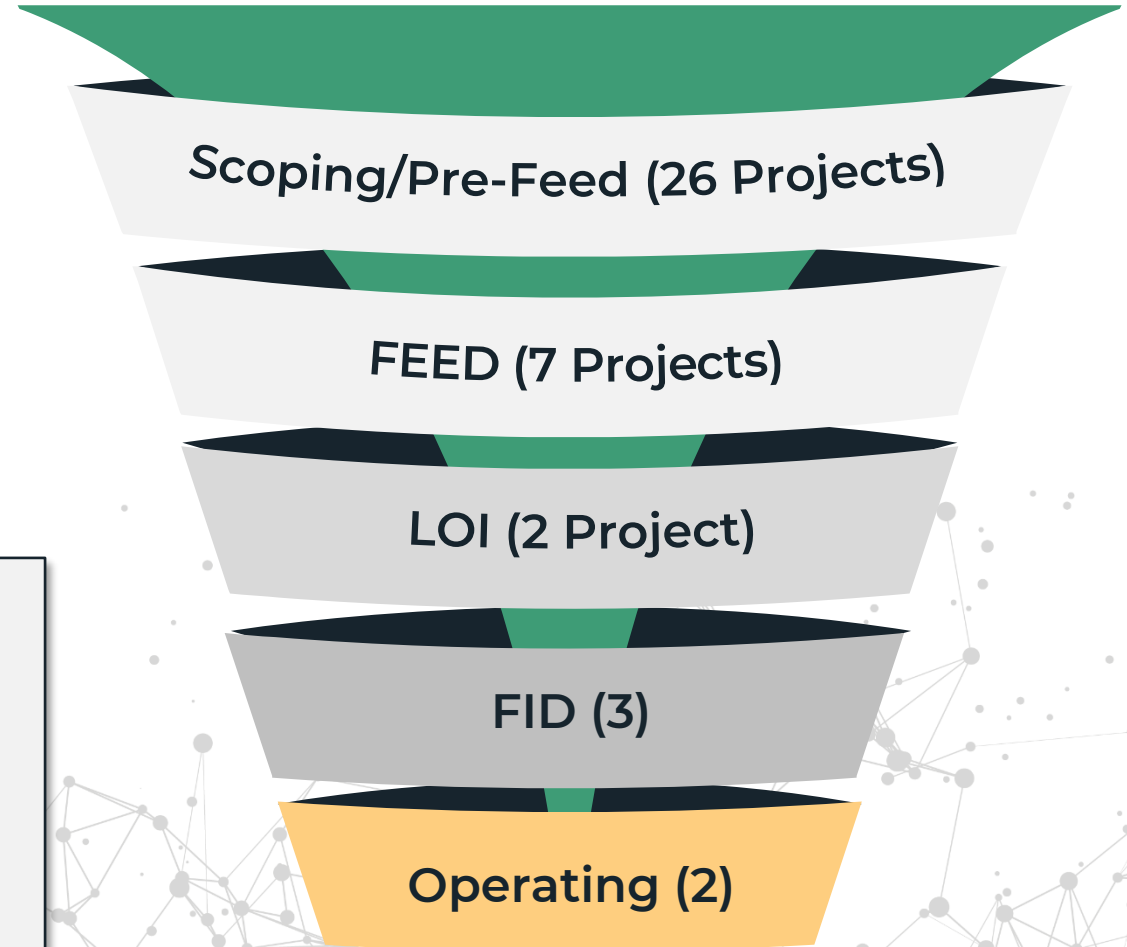 Scoping/Pre-Feed (26 Projects)
FEED (7 Projects)
LOI (2 Project)
FID (3)
Operating (2)